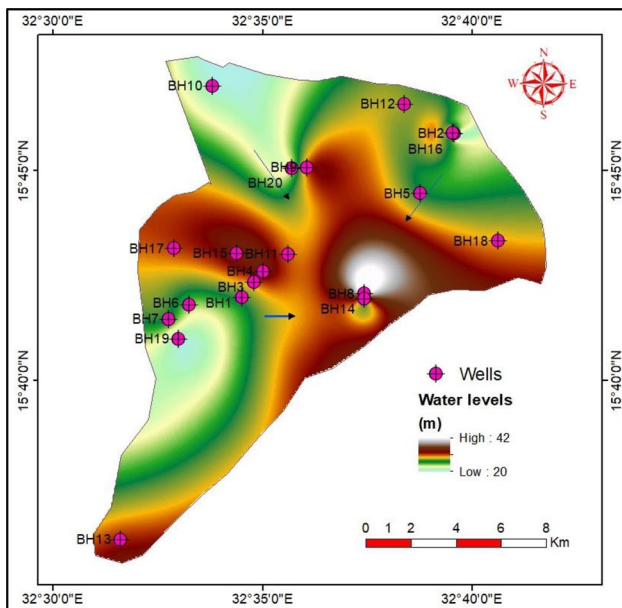 32°30'0"E 32°35'0"E 32°40'0"E
N
W E
S
BH10
BH12
BH2
BH16
15°45'0"N 15°45'0"N
BH9
BH20
BH5
BH18
BH17
BH15 BH11
BH4
BH3
BH8
BH6 BH1
BH14
BH7
BH19
15°40'0"N 15°40'0"N
Wells
Water levels
(m)
High : 42
Low : 20
BH13
0 1 2 4 6 8
Km
32°30'0"E 32°35'0"E 32°40'0"E